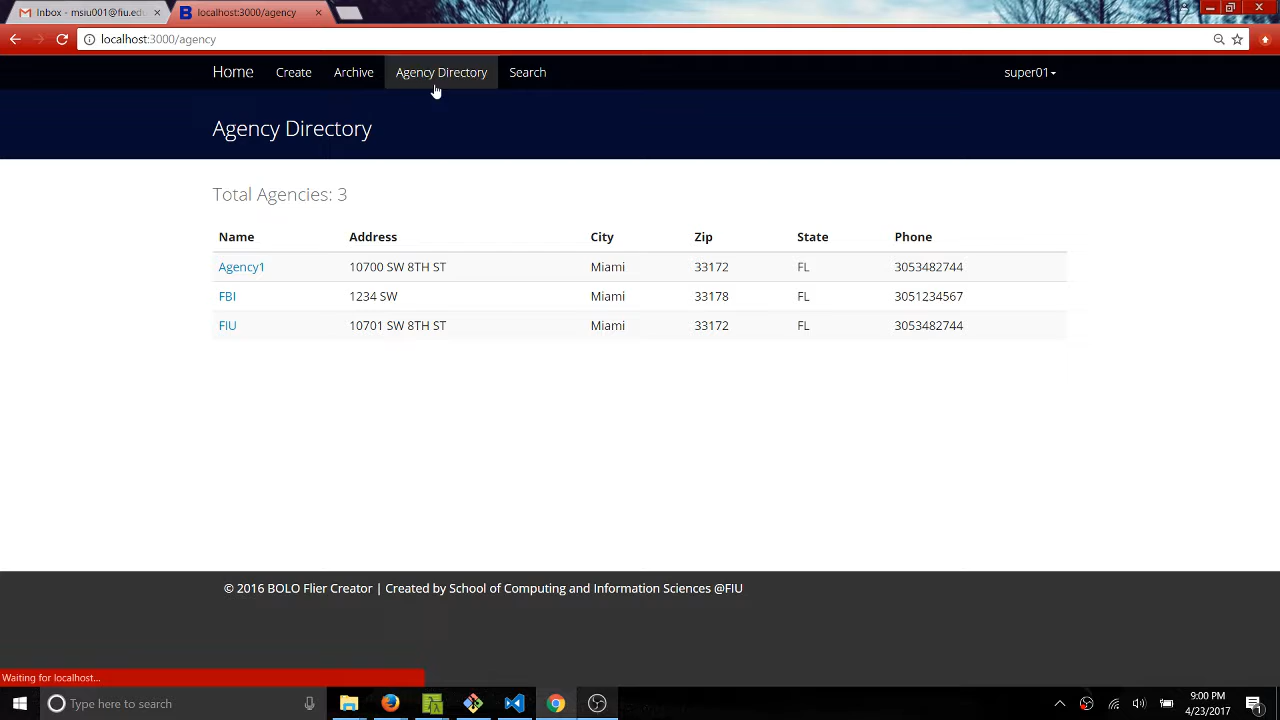 Inbox - msiu001@fiu.ed
localhost:3000/agency
localhost:3000/agency
Home Create Archive Agency Directory Search super01
Agency Directory
Total Agencies: 3
Name Address City Zip State Phone
Agency1 10700 SW 8TH ST Miami 33172 FL 3053482744
FBI 1234 SW Miami 33178 FL 3051234567
FIU 10701 SW 8TH ST Miami 33172 FL 3053482744
© 2016 BOLO Flier Creator | Created by School of Computing and Information Sciences @FIU
Waiting for localhost...
Type here to search
9:00 PM
4/23/2017